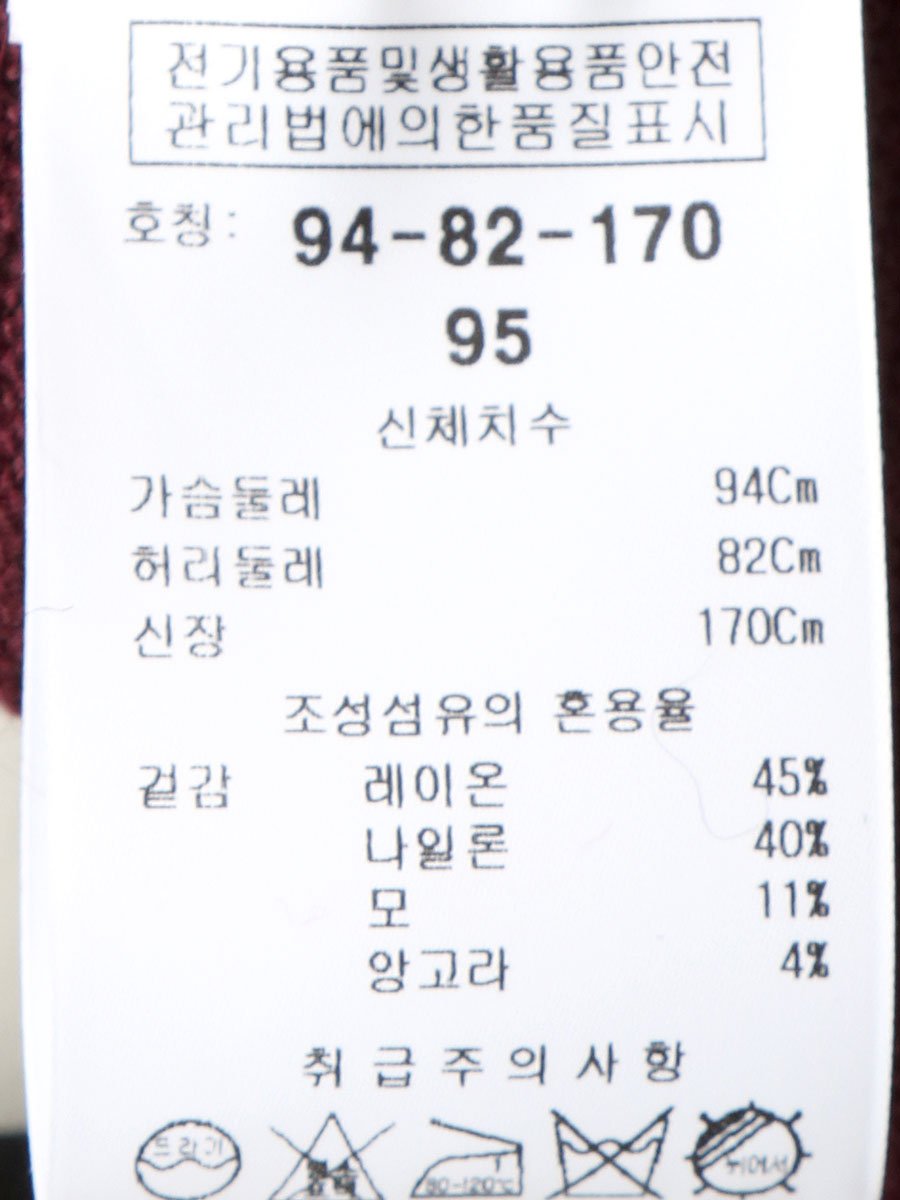 전기용품및생활용품안전
관리법에의한품질표시
호칭: 94-82-170
95
신체치수
가슴둘레 94Cm
허리둘레 82Cm
신장 170Cm
조성섬유의 혼용율
겉감 레이온 45%
나일론 40%
모 11%
앙고라 4%
취급주의사항
드라이 염소 80-120℃ 뉘어서